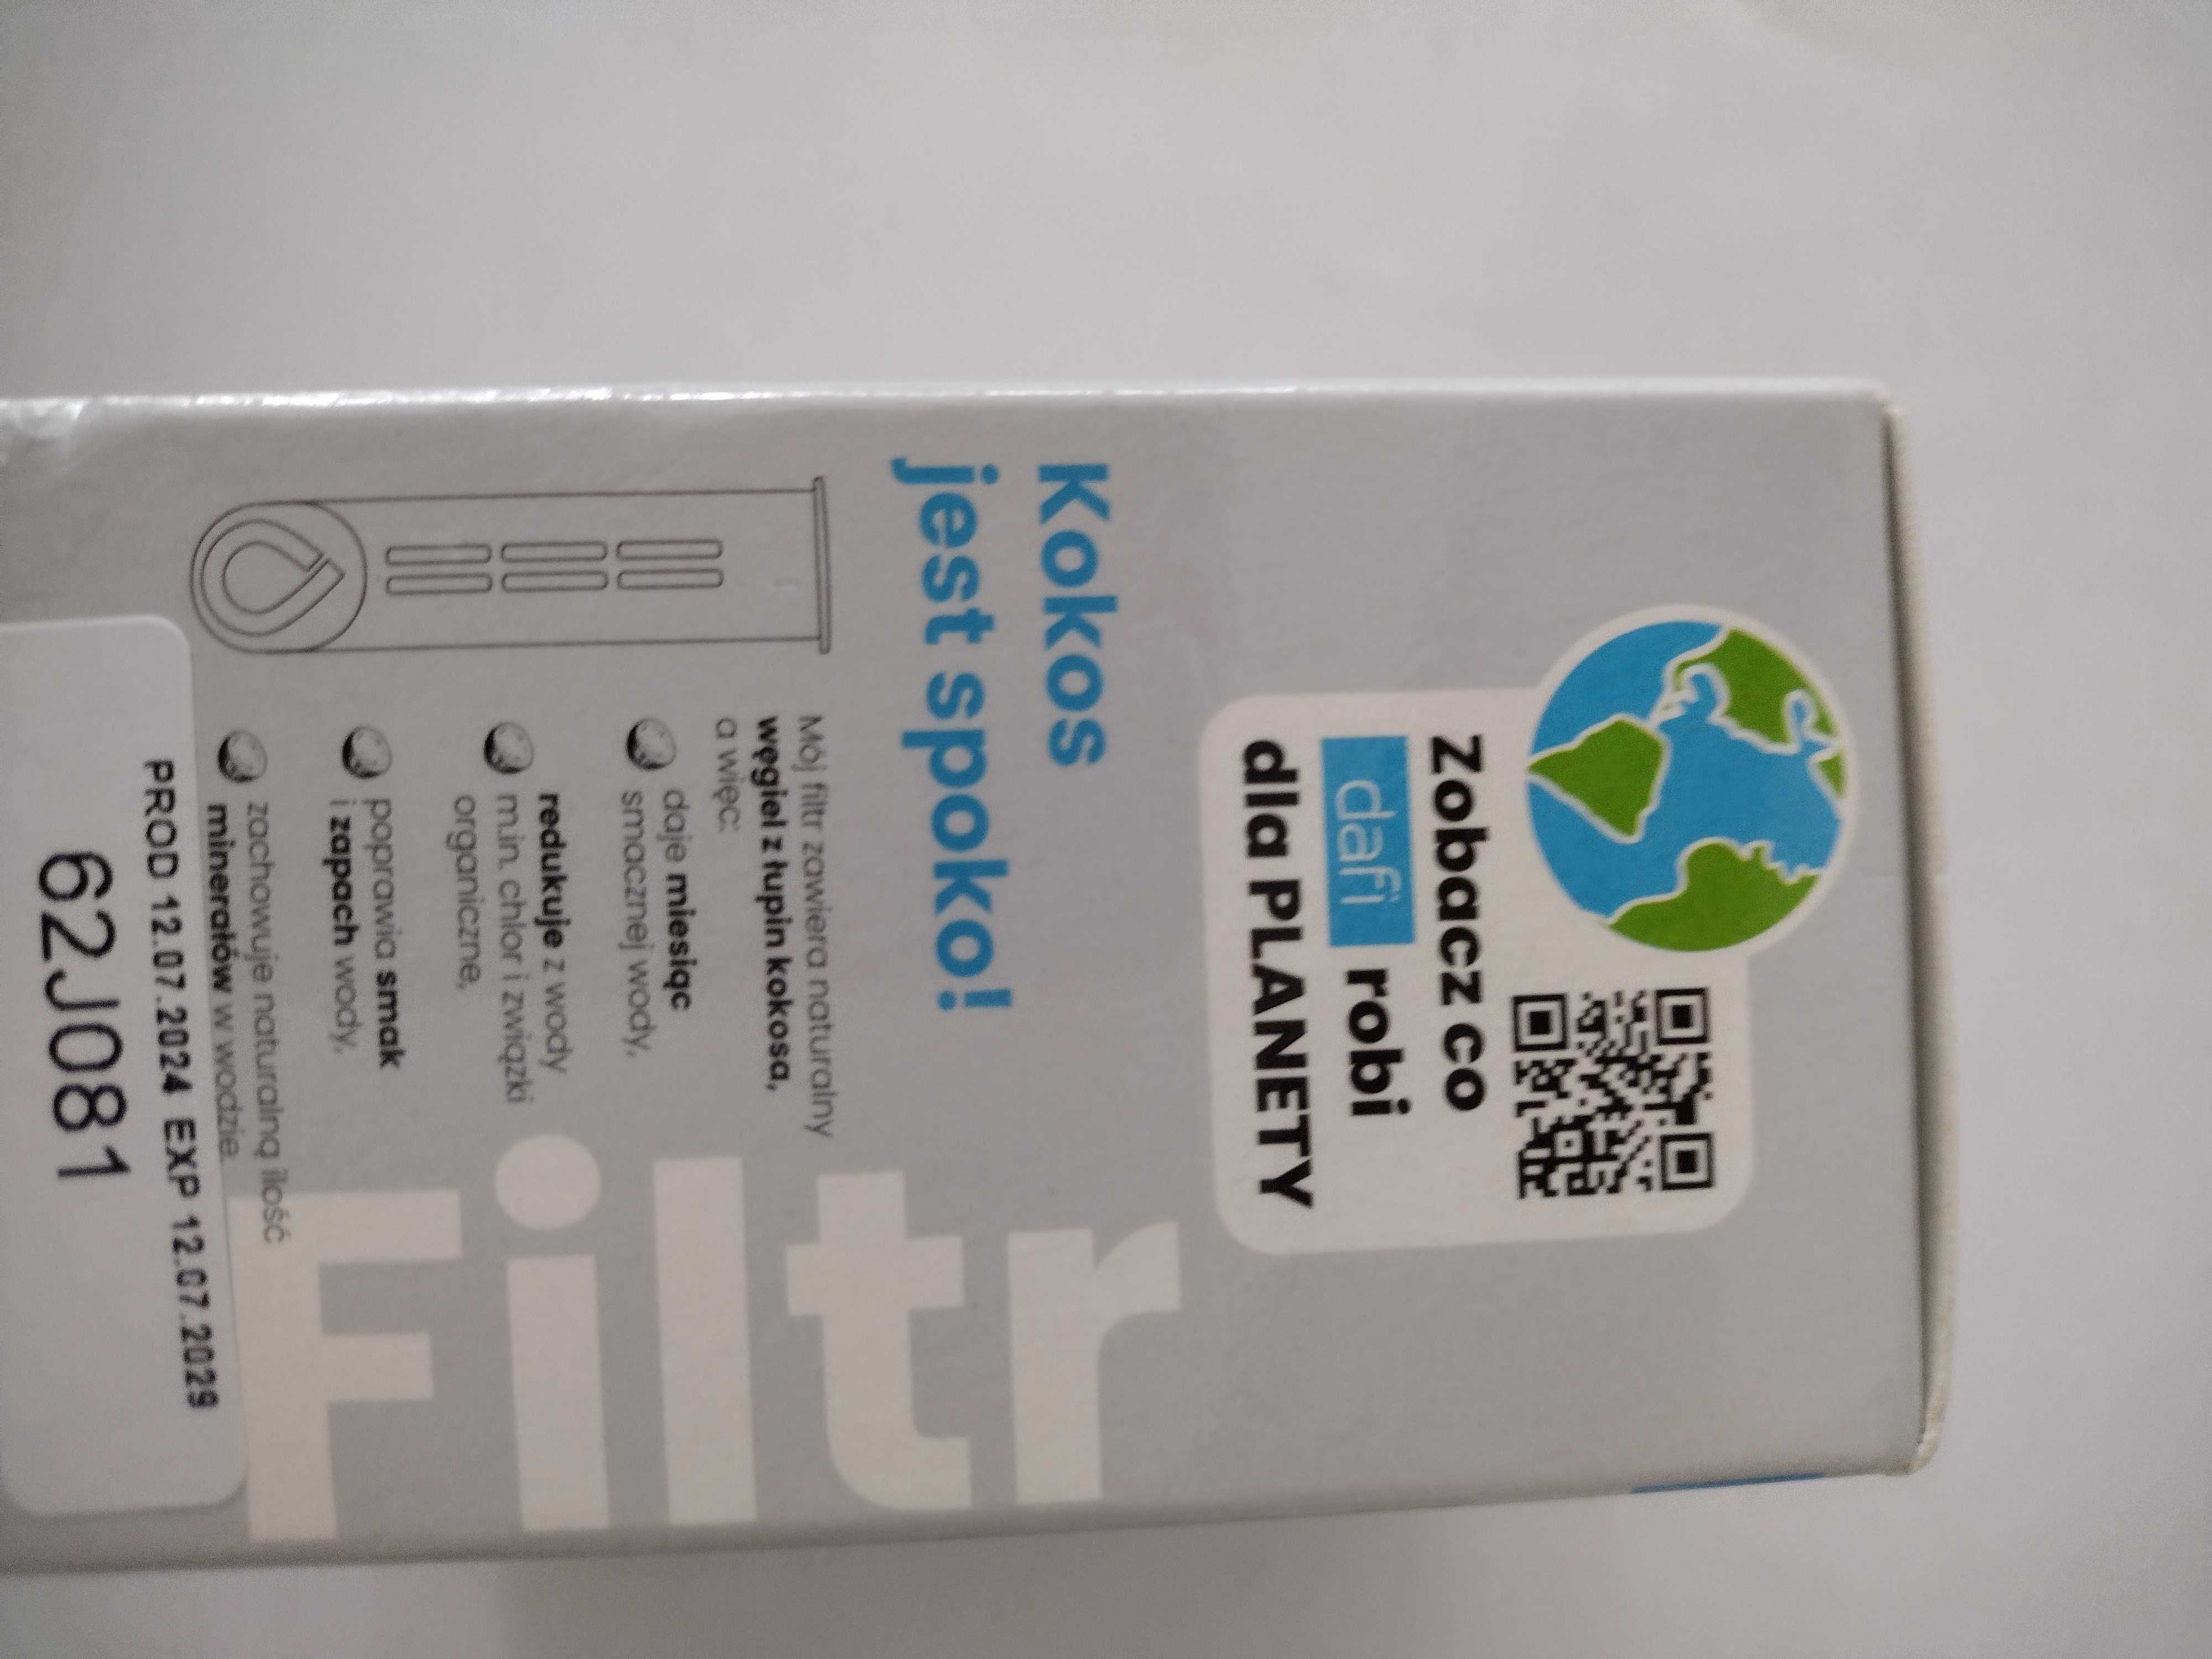 Zobacz co
dafi robi
dla PLANETY
Kokos
jest spoko!
Mój filtr zawiera naturalny
węgiel z łupin kokosa,
a więc:
daje miesiąc
smacznej wody,
redukuje z wody
m.in. chlor i związki
organiczne,
poprawia smak
i zapach wody,
zachowuje naturalną ilość
minerałów w wodzie.
Filtr
PROD 12.07.2024 EXP 12.07.2029
62J081